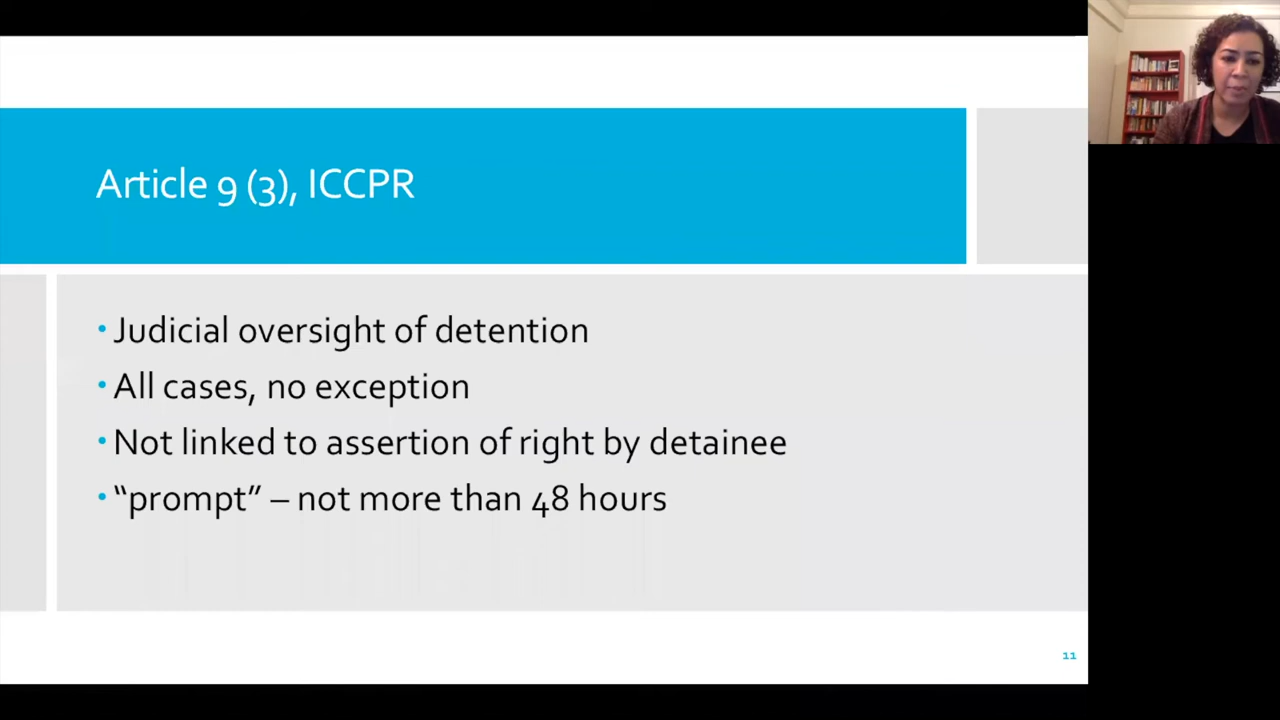 Article 9 (3), ICCPR
• Judicial oversight of detention
• All cases, no exception
• Not linked to assertion of right by detainee
• “prompt” – not more than 48 hours
11